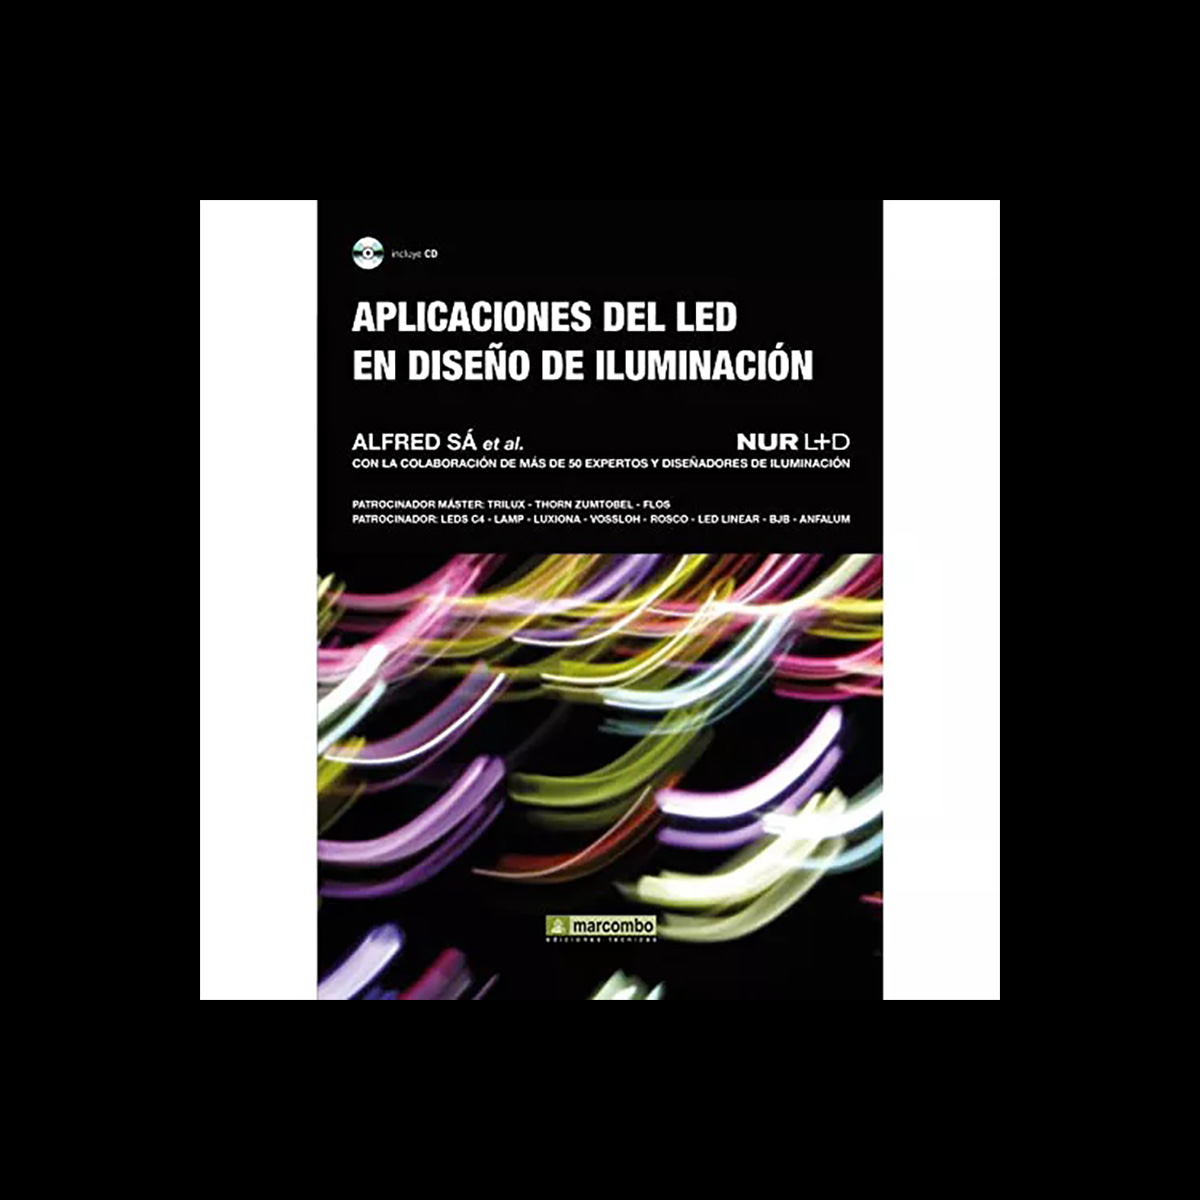 incluye CD
APLICACIONES DEL LED
EN DISEÑO DE ILUMINACIÓN
ALFRED SÁ et al.
NUR L+D
CON LA COLABORACIÓN DE MÁS DE 50 EXPERTOS Y DISEÑADORES DE ILUMINACIÓN
PATROCINADOR MÁSTER: TRILUX - THORN ZUMTOBEL - FLOS
PATROCINADOR: LEDS C4 - LAMP - LUXIONA - VOSSLOH - ROSCO - LED LINEAR - BJB - ANFALUM
marcombo
ediciones técnicas